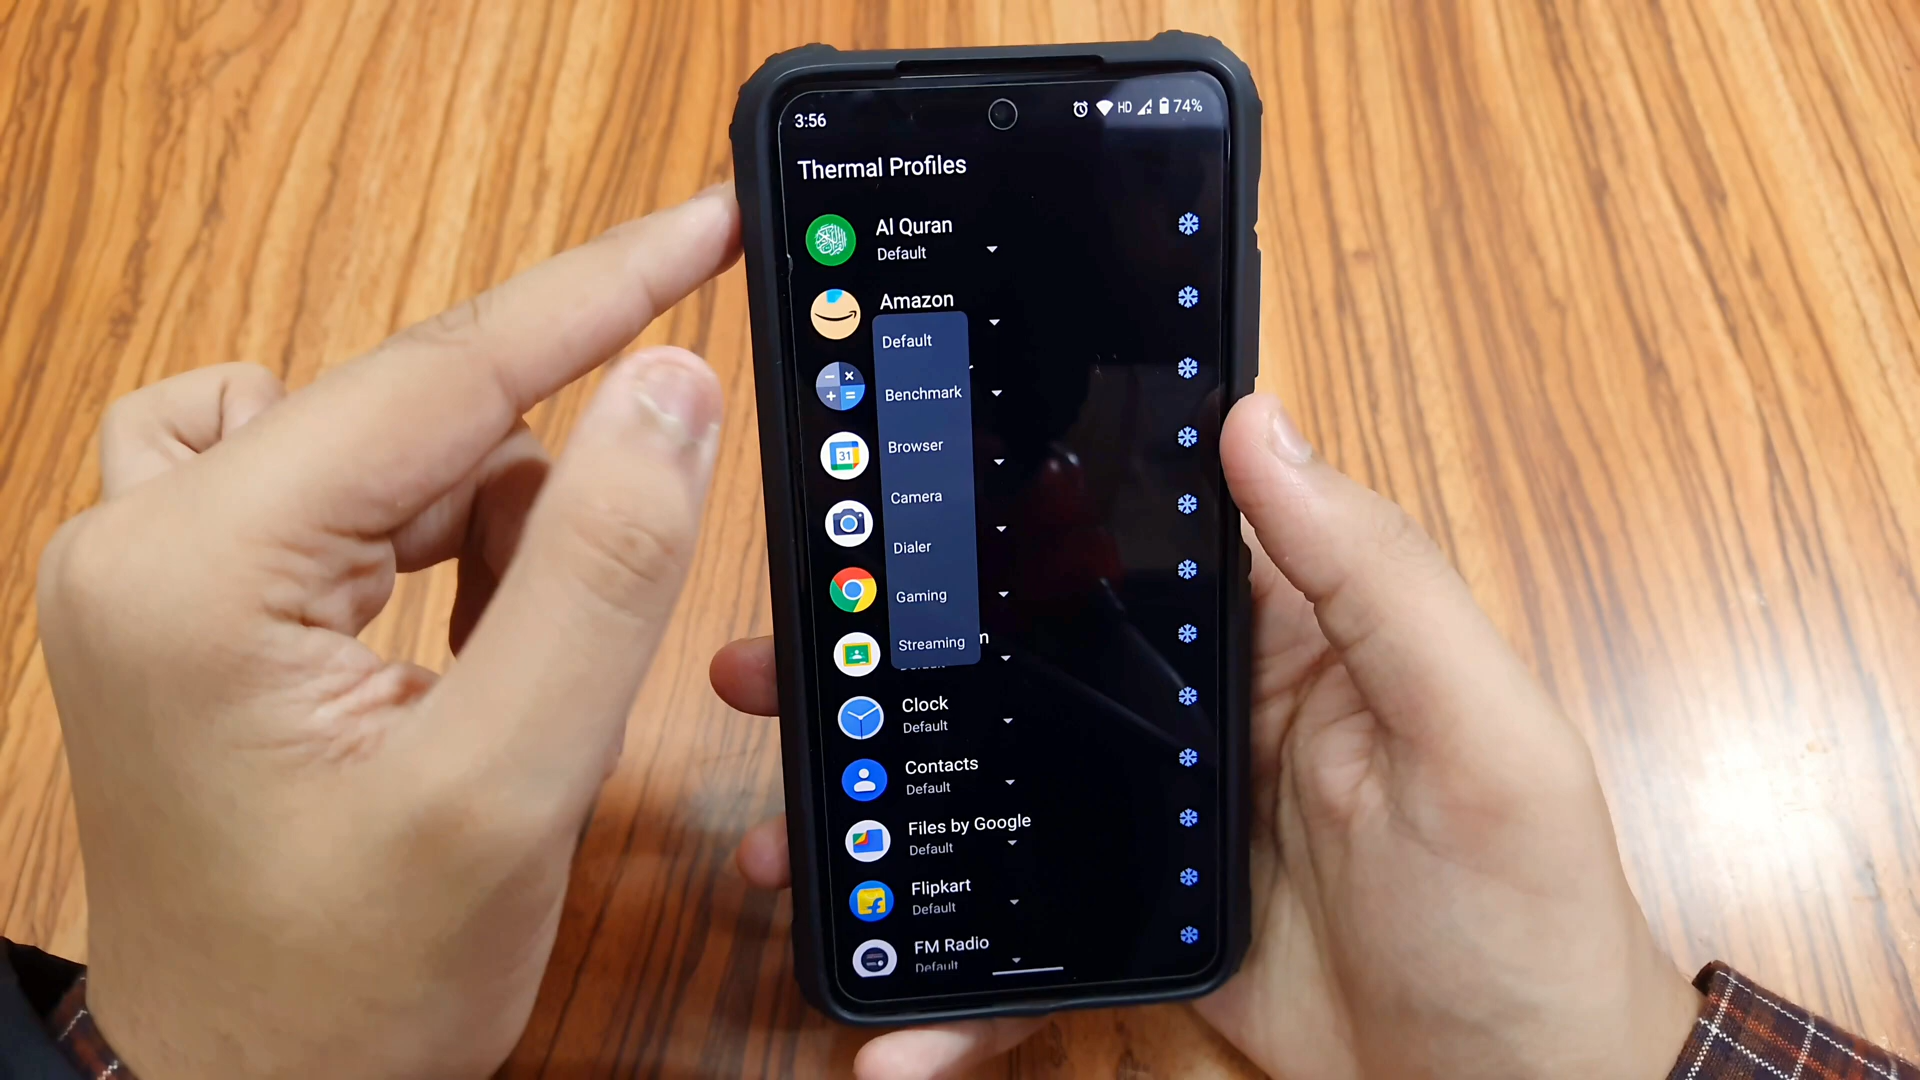 3:56
HD 74%
Thermal Profiles
Al Quran
Default
Amazon
Default
Benchmark
Browser
31
Camera
Dialer
Gaming
Streaming
Clock
Default
Contacts
Default
Files by Google
Default
Flipkart
Default
FM Radio
Default